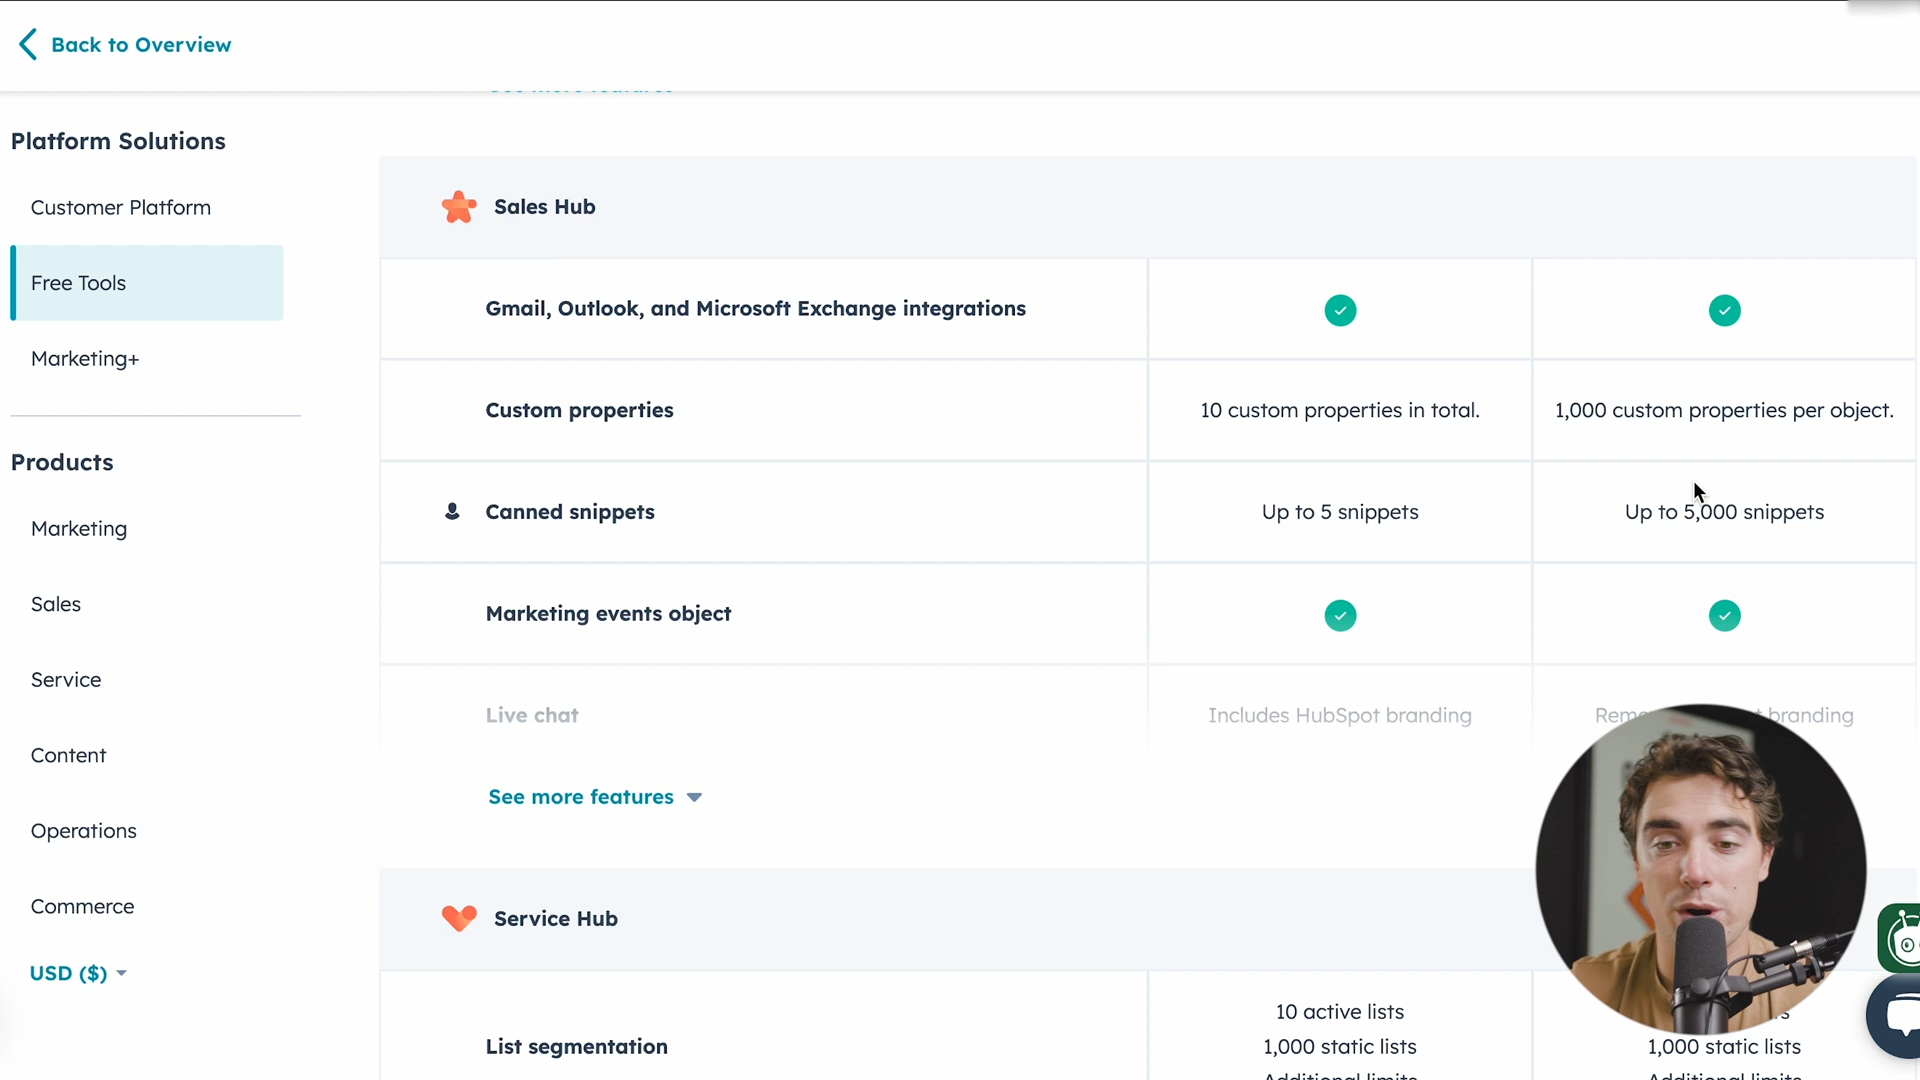 Back to Overview
Platform Solutions
Customer Platform
Free Tools
Marketing+
Products
Marketing
Sales
Service
Content
Operations
Commerce
USD ($)
See more features
Sales Hub
Gmail, Outlook, and Microsoft Exchange integrations
Custom properties
10 custom properties in total.
1,000 custom properties per object.
Canned snippets
Up to 5 snippets
Up to 5,000 snippets
Marketing events object
Live chat
Includes HubSpot branding
branding
See more features
Service Hub
List segmentation
10 active lists
1,000 static lists
Additional limits
1,000 static lists
Additional limits